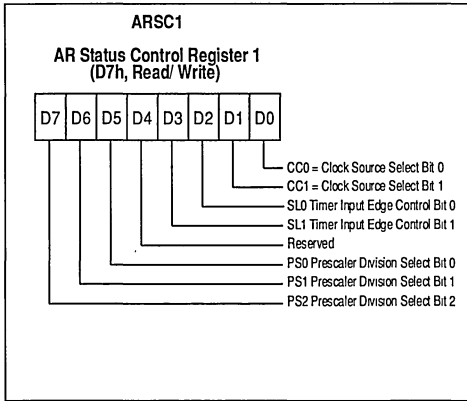 ARSC1
AR Status Control Register 1
(D7h, Read/ Write)
D7 D6 D5 D4 D3 D2 D1 D0
CC0 = Clock Source Select Bit 0
CC1 = Clock Source Select Bit 1
SL0 Timer Input Edge Control Bit 0
SL1 Timer Input Edge Control Bit 1
Reserved
PS0 Prescaler Division Select Bit 0
PS1 Prescaler Division Select Bit 1
PS2 Prescaler Division Select Bit 2